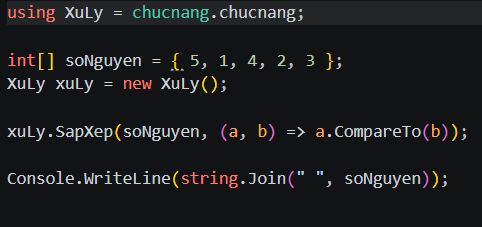 using XuLy = chucnang.chucnang;
int[] soNguyen = { 5, 1, 4, 2, 3 };
XuLy xuLy = new XuLy();
xuLy.SapXep(soNguyen, (a, b) => a.CompareTo(b));
Console.WriteLine(string.Join(" ", soNguyen));